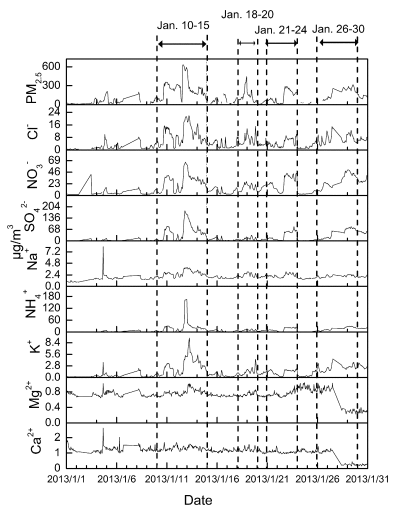 Jan. 18-20
Jan. 10-15
Jan. 21-24
Jan. 26-30
PM2.5
600
300
0
Cl-
24
16
8
0
NO3-
69
46
23
0
SO42-
204
136
68
0
µg/m3
Na+
7.2
4.8
2.4
0.0
NH4+
180
120
60
0
K+
8.4
5.6
2.8
0.0
Mg2+
0.8
0.4
0.0
Ca2+
2
1
0
2013/1/1 2013/1/6 2013/1/11 2013/1/16 2013/1/21 2013/1/26 2013/1/31
Date